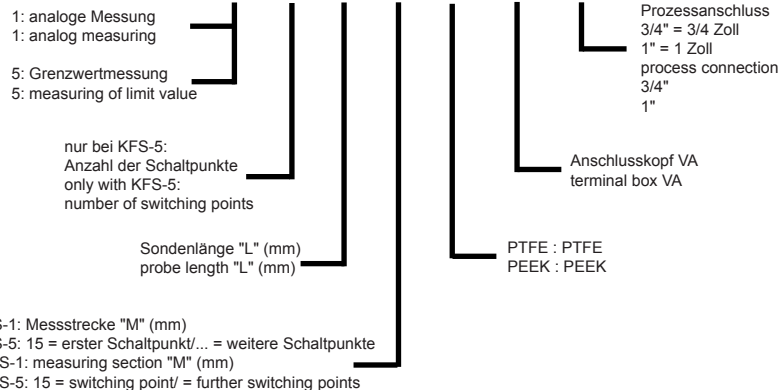 1: analoge Messung
1: analog measuring
5: Grenzwertmessung
5: measuring of limit value
nur bei KFS-5:
Anzahl der Schaltpunkte
only with KFS-5:
number of switching points
Sondenlänge "L" (mm)
probe length "L" (mm)
S-1: Messstrecke "M" (mm)
S-5: 15 = erster Schaltpunkt/... = weitere Schaltpunkte
FS-1: measuring section "M" (mm)
FS-5: 15 = switching point/ = further switching points
Prozessanschluss
3/4" = 3/4 Zoll
1" = 1 Zoll
process connection
3/4"
1"
Anschlusskopf VA
terminal box VA
PTFE : PTFE
PEEK : PEEK